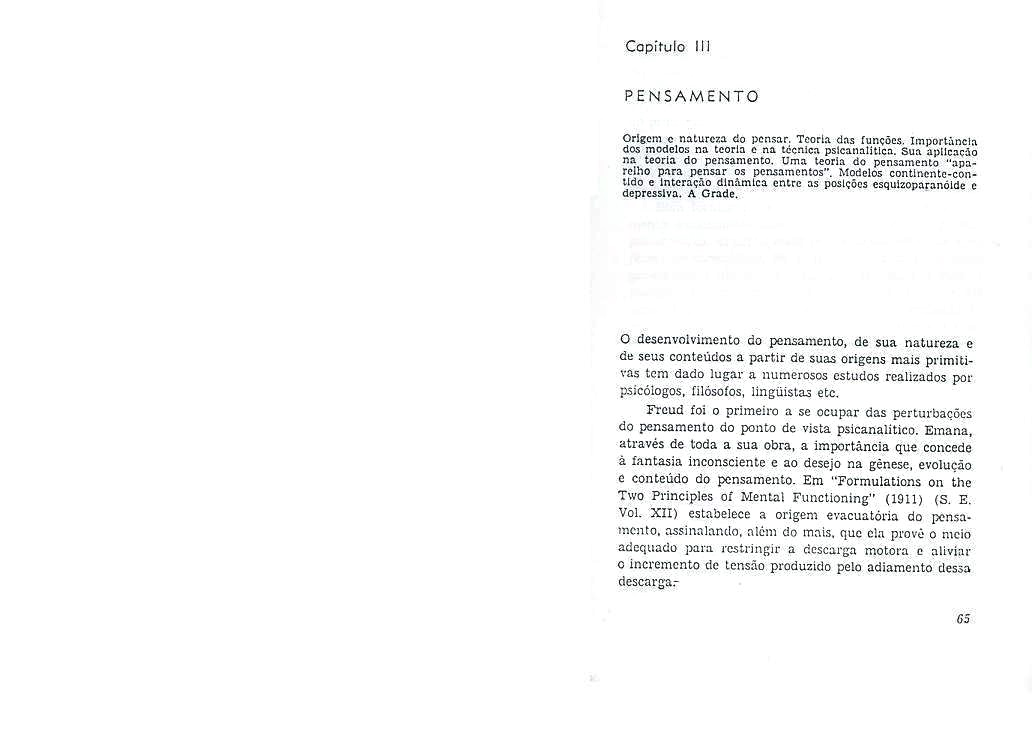 Capítulo III
PENSAMENTO
Origem e natureza do pensar. Teoria das funções. Importância
dos modelos na teoria e na técnica psicanalítica. Sua aplicação
na teoria do pensamento. Uma teoria do pensamento "apa-
relho para pensar os pensamentos". Modelos continente-con-
tido e interação dinâmica entre as posições esquizoparanóide e
depressiva. A Grade.
O desenvolvimento do pensamento, de sua natureza e
de seus conteúdos a partir de suas origens mais primiti-
vas tem dado lugar a numerosos estudos realizados por
psicólogos, filósofos, lingüistas etc.
Freud foi o primeiro a se ocupar das perturbações
do pensamento do ponto de vista psicanalítico. Emana,
através de toda a sua obra, a importância que concede
à fantasia inconsciente e ao desejo na gênese, evolução
e conteúdo do pensamento. Em "Formulations on the
Two Principles of Mental Functioning" (1911) (S. E.
Vol. XII) estabelece a origem evacuatória do pensa-
mento, assinalando, além do mais, que ela provê o meio
adequado para restringir a descarga motora e aliviar
o incremento de tensão produzido pelo adiamento dessa
descarga.
65